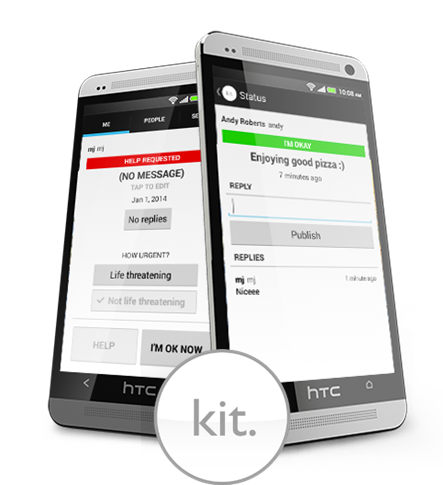 ME
PEOPLE
SE
mj mj
HELP REQUESTED
(NO MESSAGE)
TAP TO EDIT
Jan 1, 2014
No replies
HOW URGENT?
Life threatening
Not life threatening
HELP
I'M OK NOW
hTC
10:08 AM
kit.
Status
Andy Roberts andy
I'M OKAY
Enjoying good pizza :)
7 minutes ago
REPLY
Publish
REPLIES
mj mj
1 minute ago
Niceee
hTC
kit.